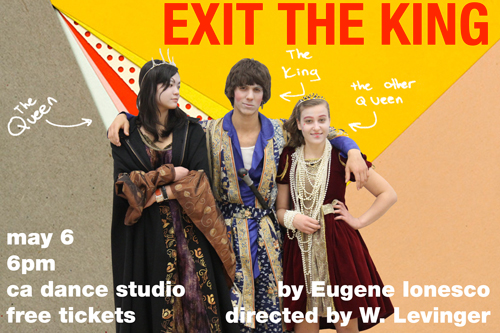 EXIT THE KING
The
King
the other
Queen
The
Queen
may 6
6pm
ca dance studio
free tickets
by Eugene Ionesco
directed by W. Levinger